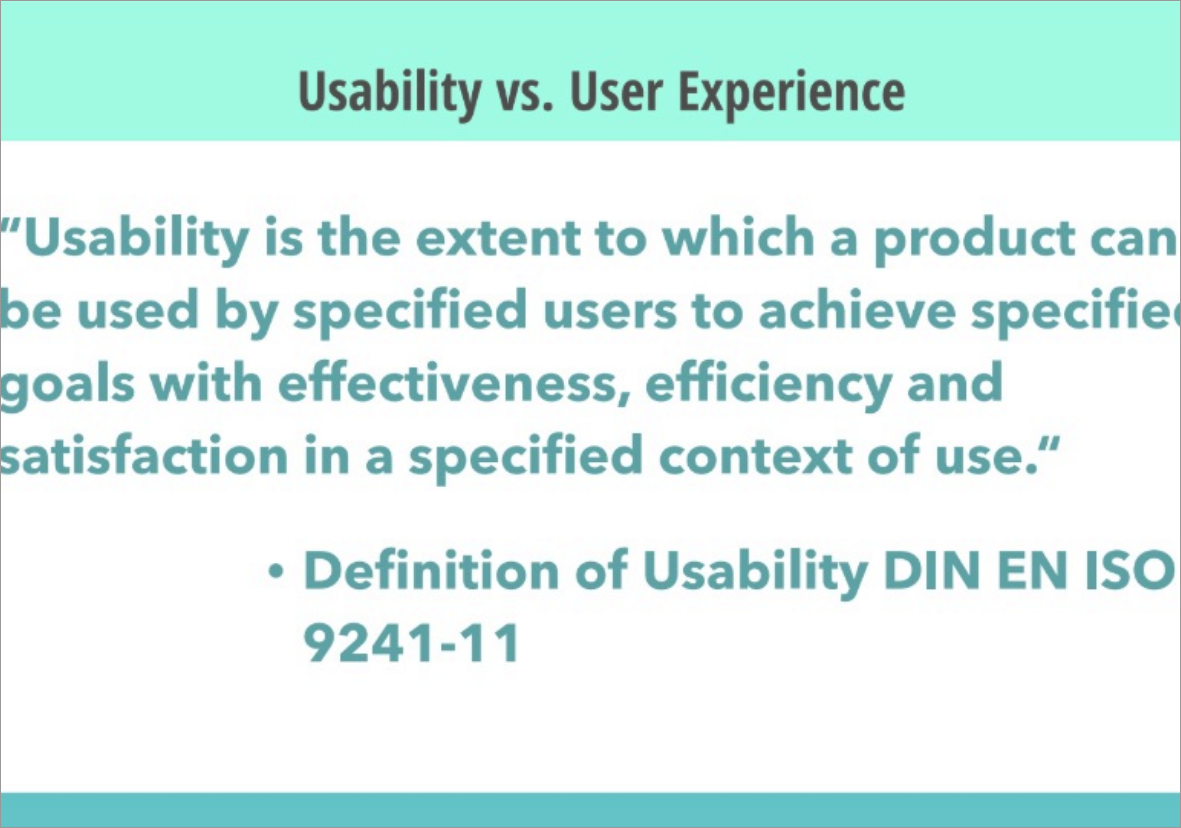 Usability vs. User Experience
“Usability is the extent to which a product can
be used by specified users to achieve specified
goals with effectiveness, efficiency and
satisfaction in a specified context of use.“
• Definition of Usability DIN EN ISO
9241-11